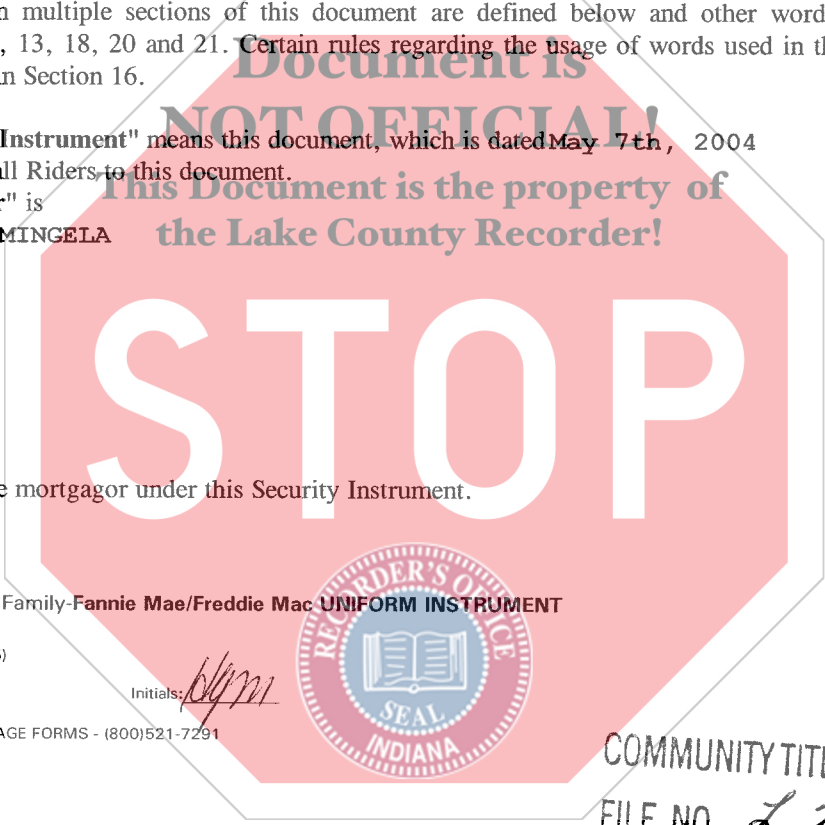 multiple sections of this document are defined below and other word
, 13, 18, 20 and 21. Certain rules regarding the usage of words used in
n Section 16.
Document is
NOT OFFICIAL!
Instrument" means this document, which is dated May 7th, 2004
all Riders to this document.
This Document is the property of
" is
the Lake County Recorder!
MINGELA
STOP
mortgagor under this Security Instrument.
Family-Fannie Mae/Freddie Mac UNIFORM INSTRUMENT
RECORDER'S OFFICE
SEAL
INDIANA
Initials:
AGE FORMS - (800)521-7291
COMMUNITY
FILE NO